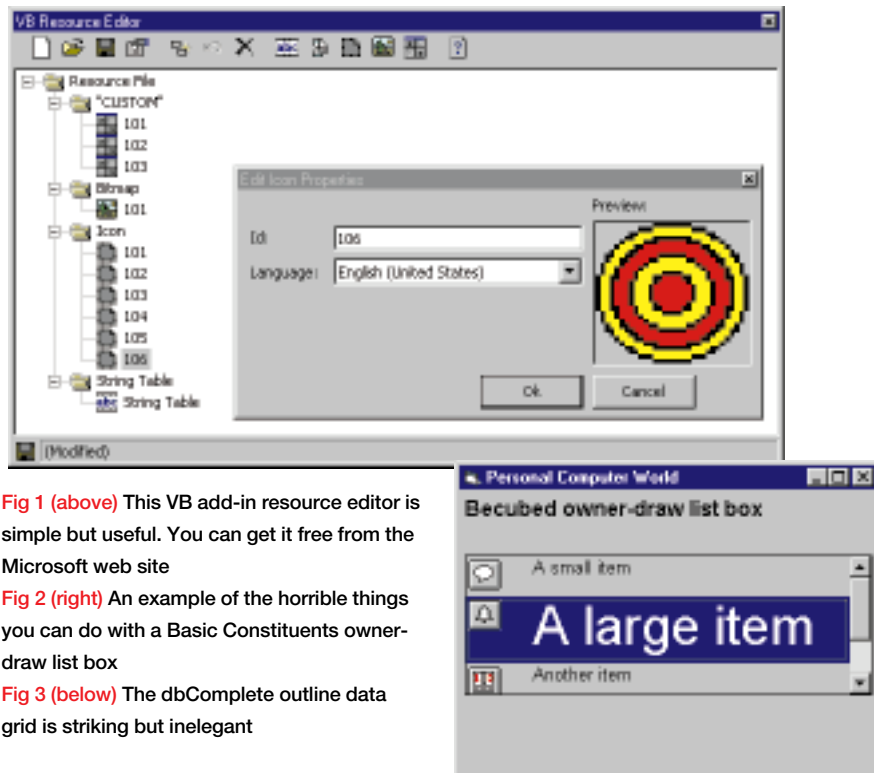 VB Resource Editor
Resource File
"CUSTOM"
101
102
103
Bitmap
101
Icon
101
102
103
104
105
106
String Table
abc String Table
(Modified)
Edit Icon Properties
Preview:
Id: 106
Language: English (United States)
Ok
Cancel
Fig 1 (above) This VB add-in resource editor is
simple but useful. You can get it free from the
Microsoft web site
Fig 2 (right) An example of the horrible things
you can do with a Basic Constituents owner-
draw list box
Fig 3 (below) The dbComplete outline data
grid is striking but inelegant
Personal Computer World
Becubed owner-draw list box
A small item
A large item
Another item